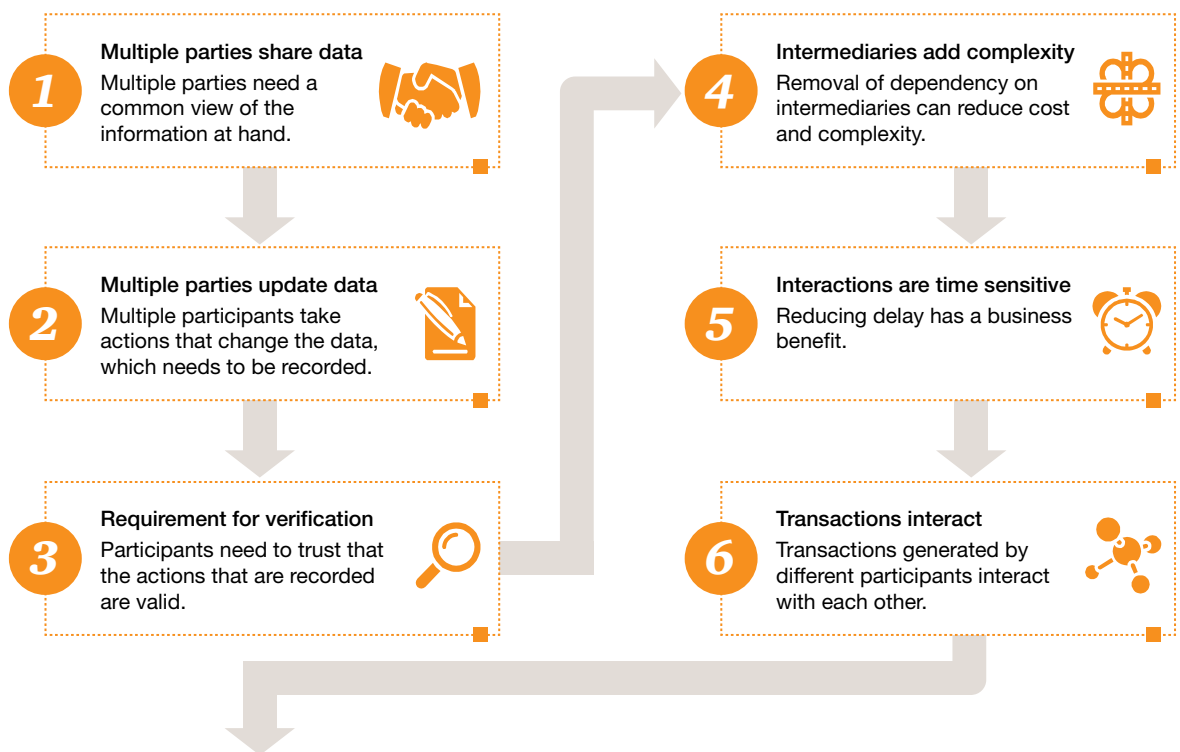 1
Multiple parties share data
Multiple parties need a
common view of the
information at hand.
2
Multiple parties update data
Multiple participants take
actions that change the data,
which needs to be recorded.
3
Requirement for verification
Participants need to trust that
the actions that are recorded
are valid.
4
Intermediaries add complexity
Removal of dependency on
intermediaries can reduce cost
and complexity.
5
Interactions are time sensitive
Reducing delay has a business
benefit.
6
Transactions interact
Transactions generated by
different participants interact
with each other.